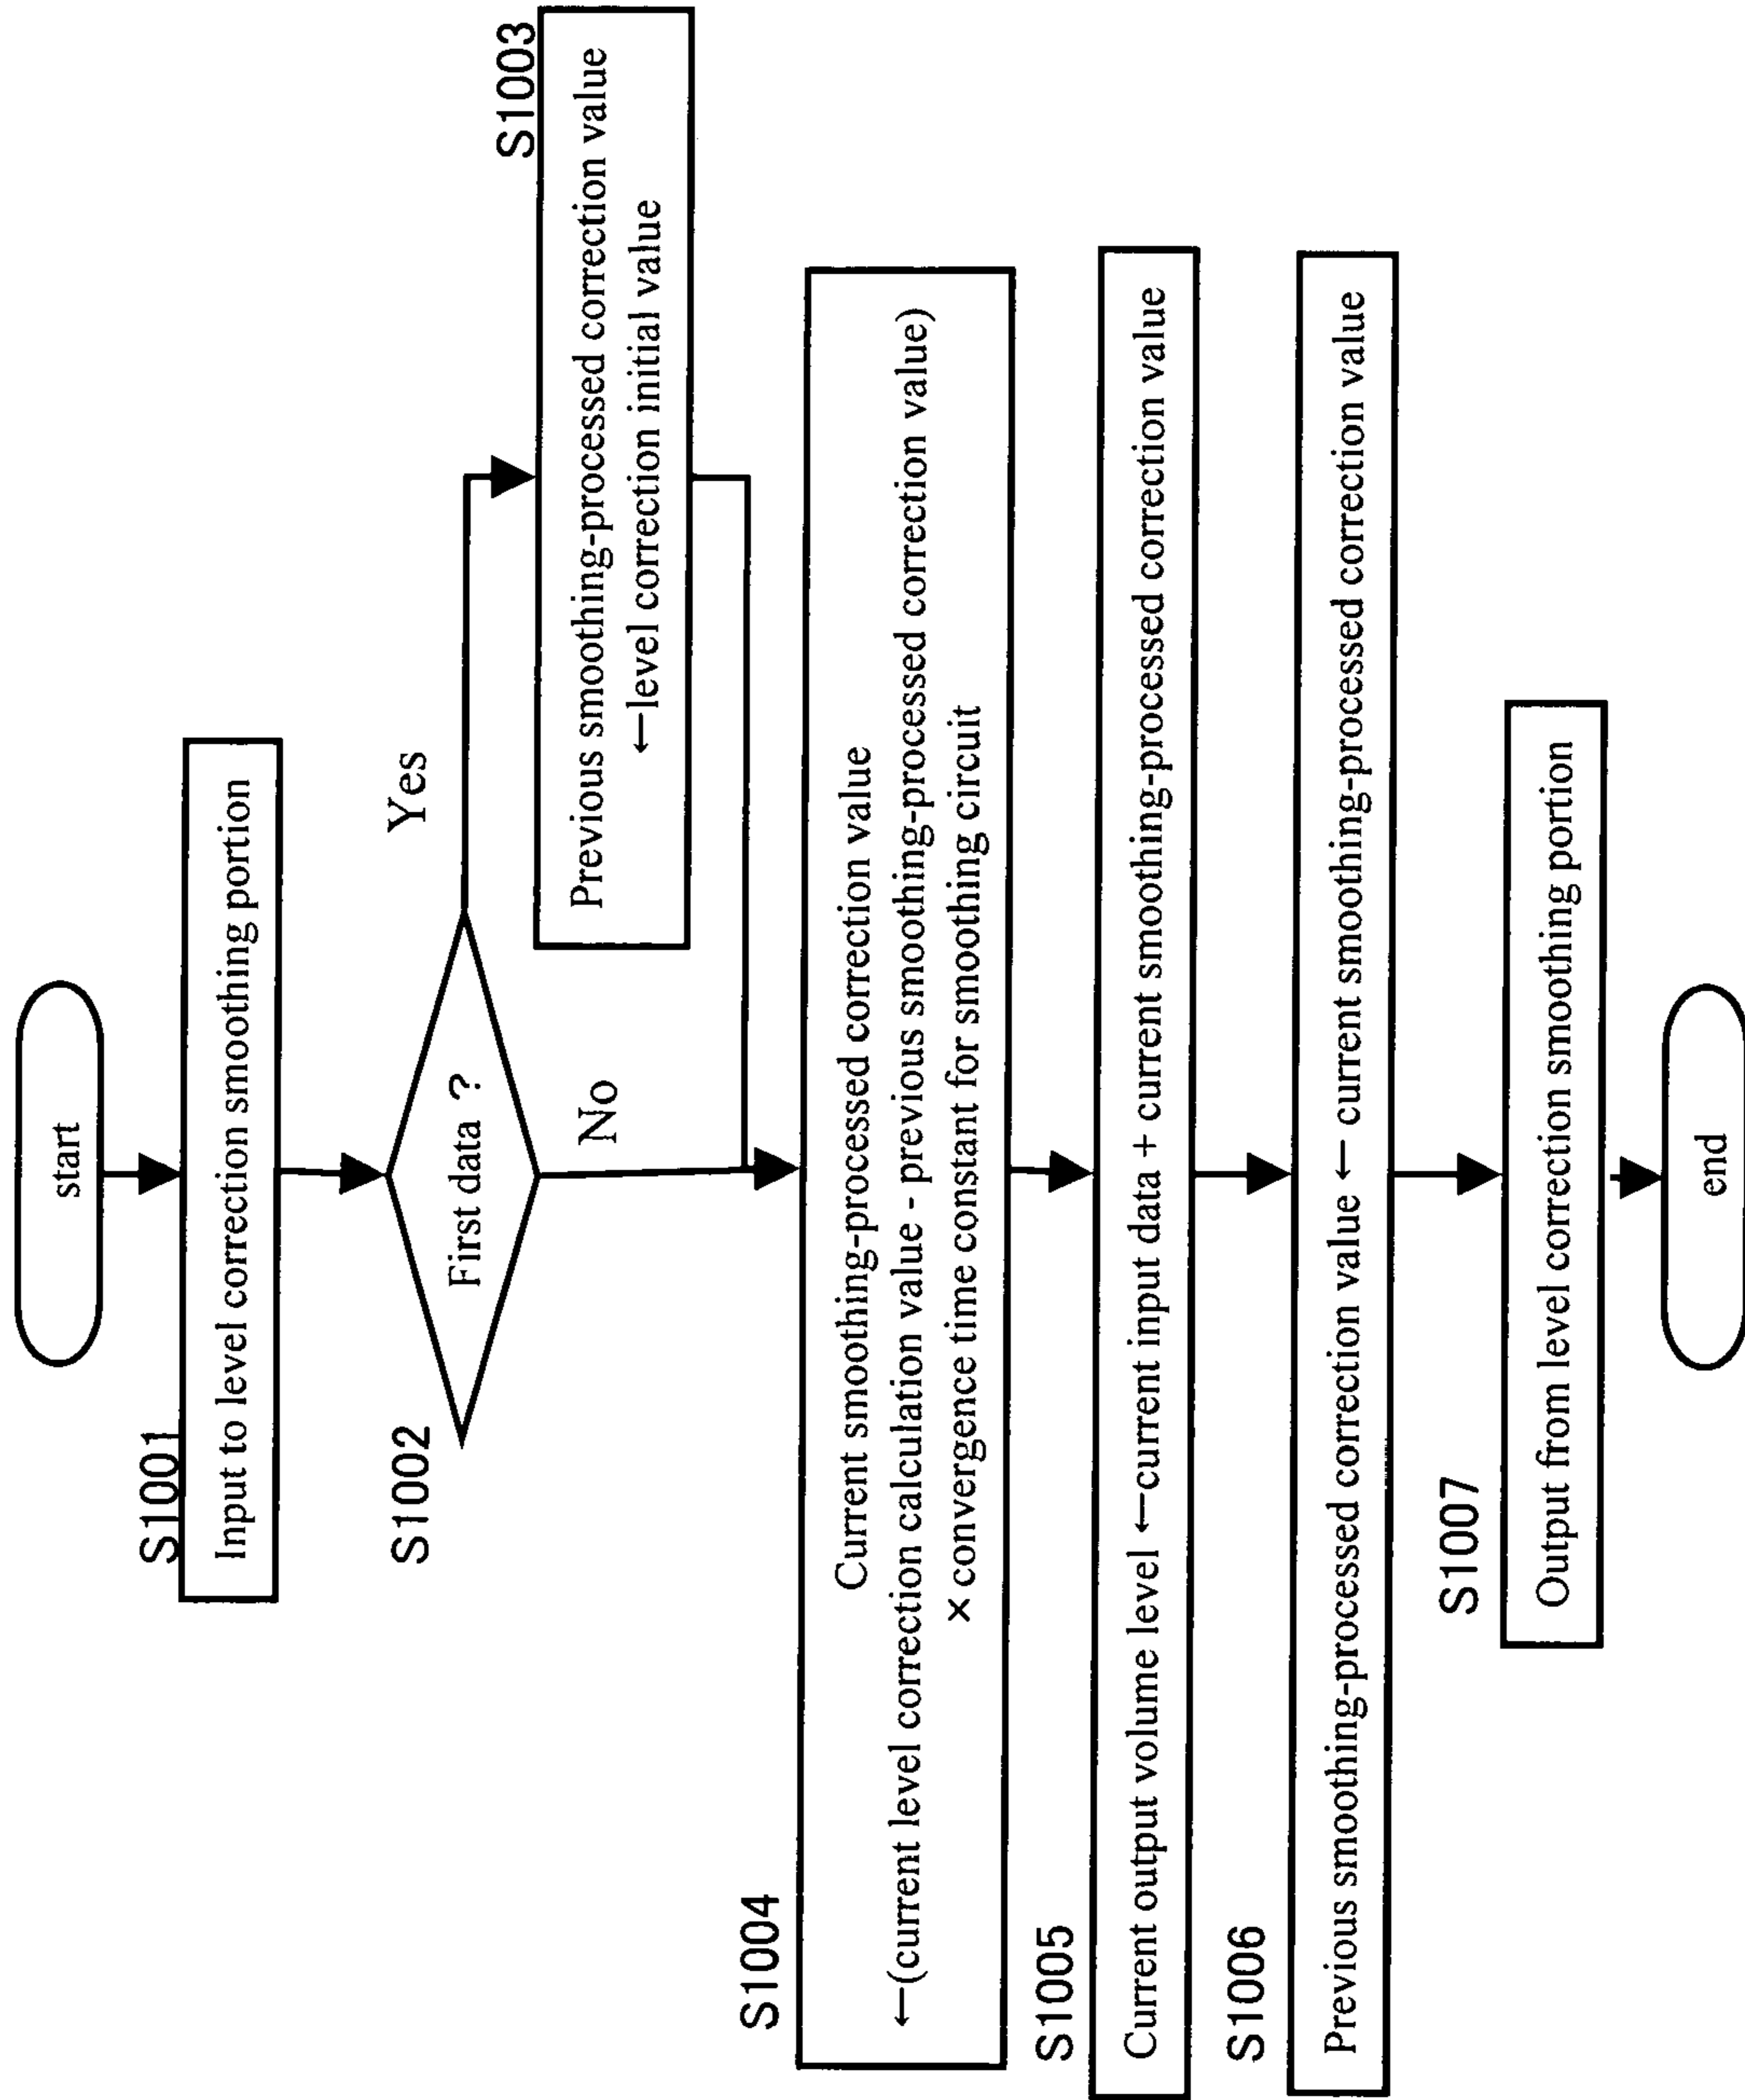 start
S1001
Input to level correction smoothing portion
S1002
First data ?
Yes
No
S1003
Previous smoothing-processed correction value
←level correction initial value
S1004
Current smoothing-processed correction value
←(current level correction calculation value - previous smoothing-processed correction value)
× convergence time constant for smoothing circuit
S1005
Current output volume level ←current input data + current smoothing-processed correction value
S1006
Previous smoothing-processed correction value ← current smoothing-processed correction value
S1007
Output from level correction smoothing portion
end